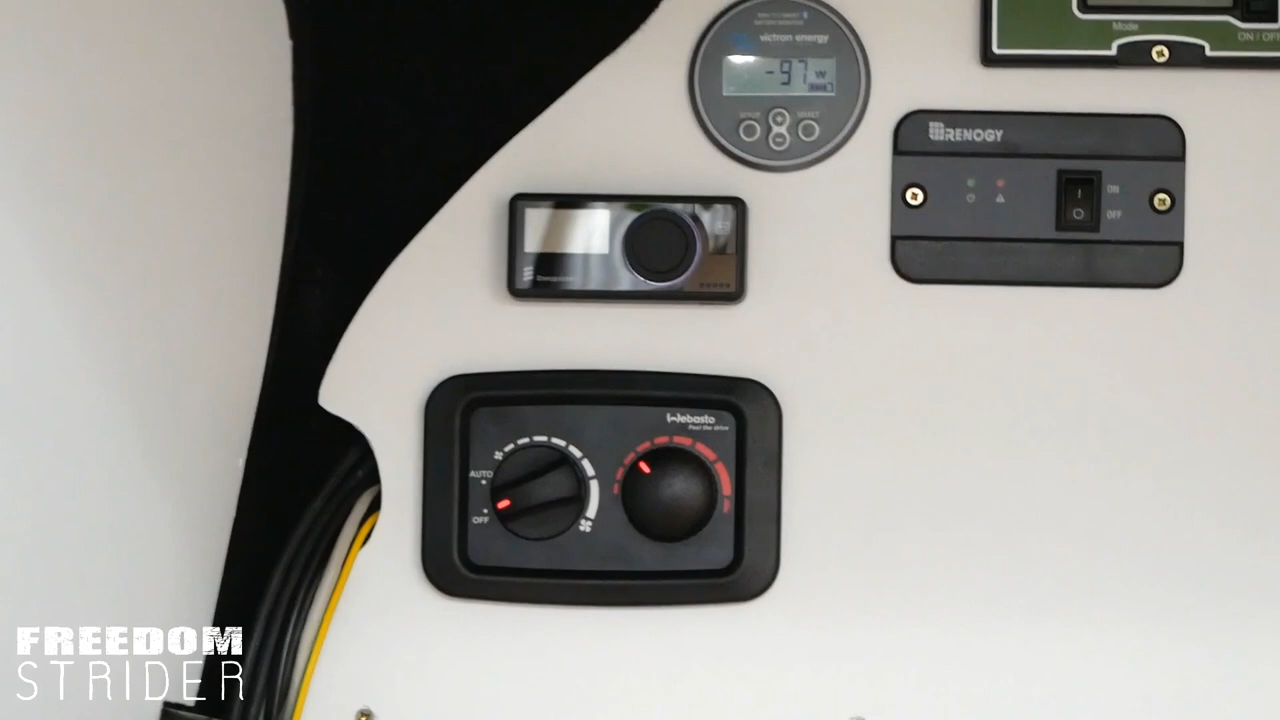 victron energy
-97 W
SETUP
SELECT
+
−
Mode
ON / OFF
RENOGY
ON
OFF
I
O
Webasto
Feel the drive
AUTO
OFF
FREEDOM
STRIDER